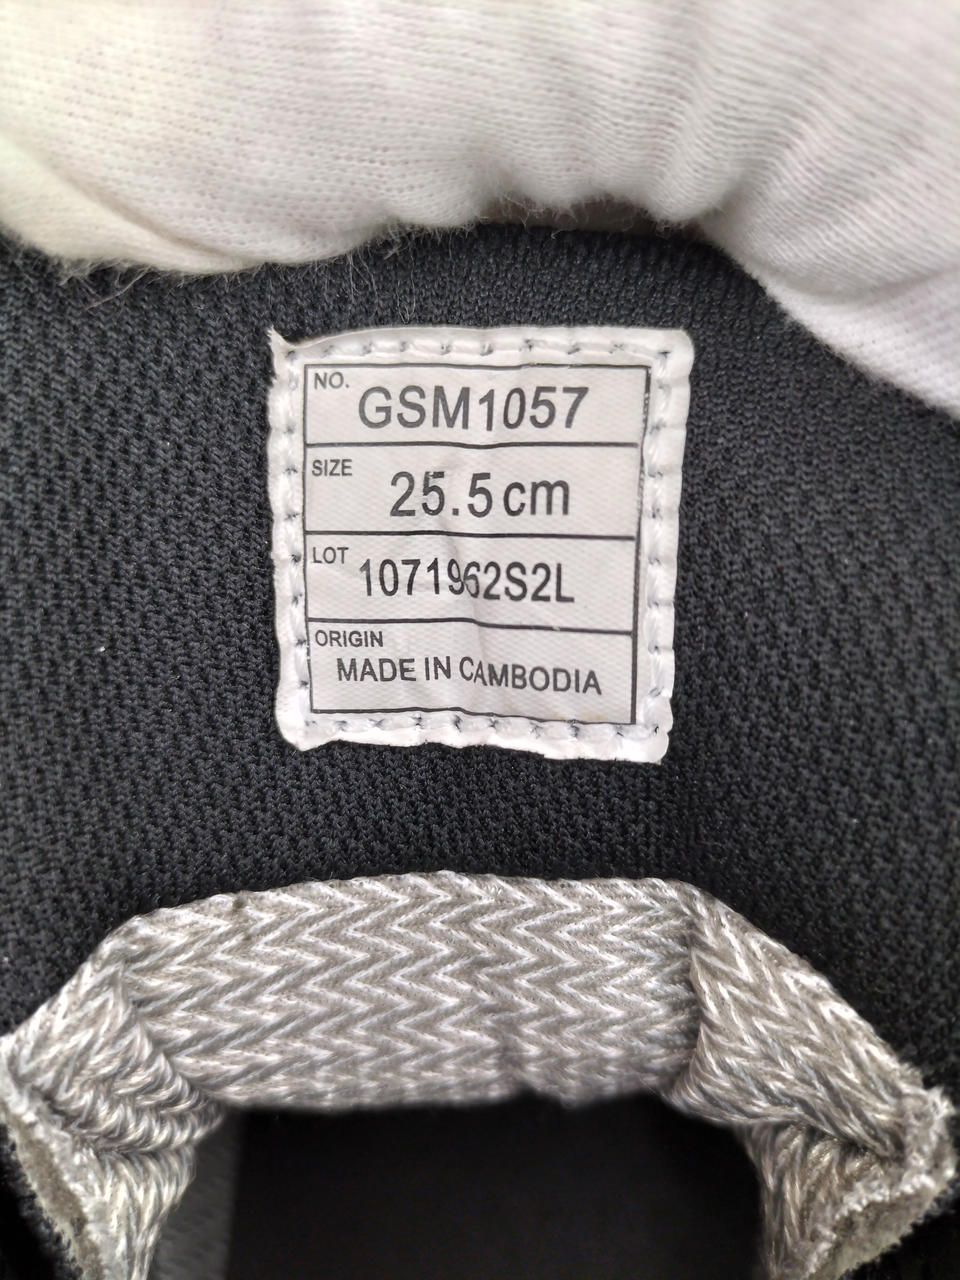 NO. GSM1057
SIZE 25.5cm
LOT 1071962S2L
ORIGIN
MADE IN CAMBODIA